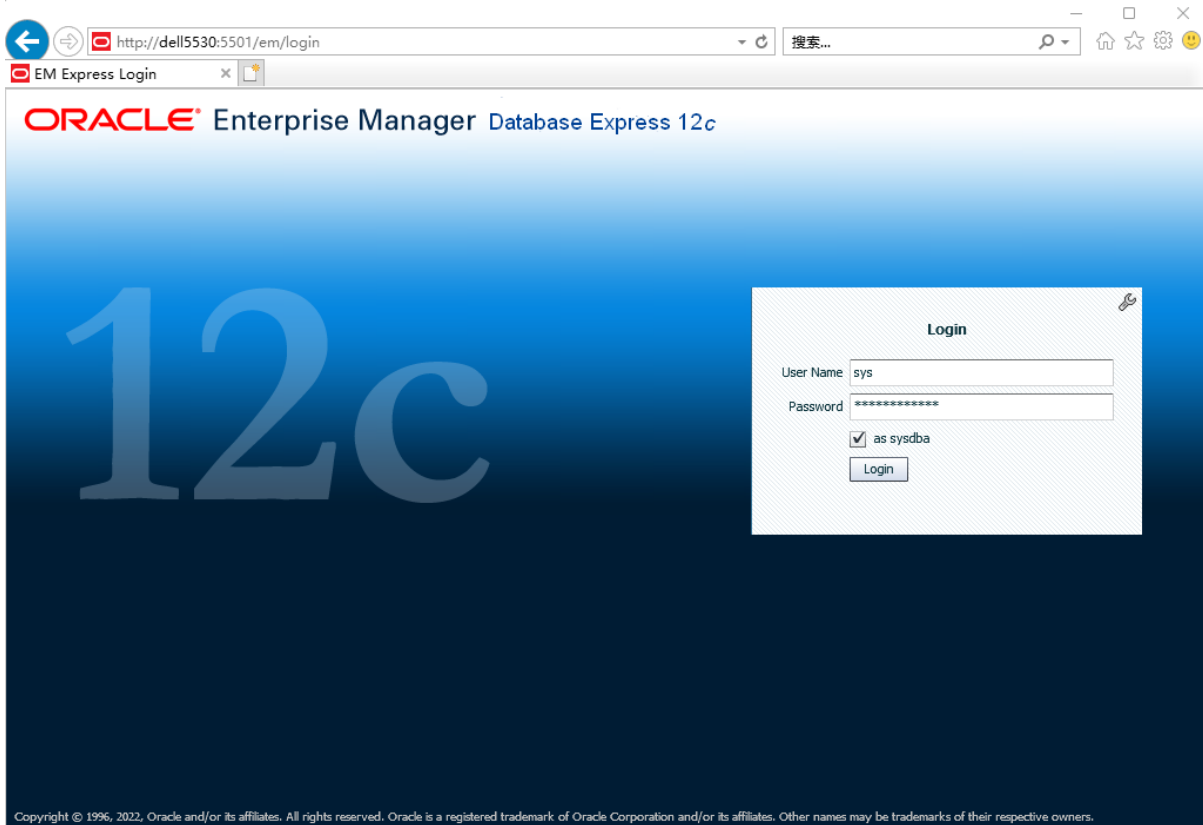 http://dell5530:5501/em/login
搜索...
EM Express Login
ORACLE Enterprise Manager Database Express 12c
12c
Login
User Name sys
Password ************
as sysdba
Login
Copyright © 1996, 2022, Oracle and/or its affiliates. All rights reserved. Oracle is a registered trademark of Oracle Corporation and/or its affiliates. Other names may be trademarks of their respective owners.